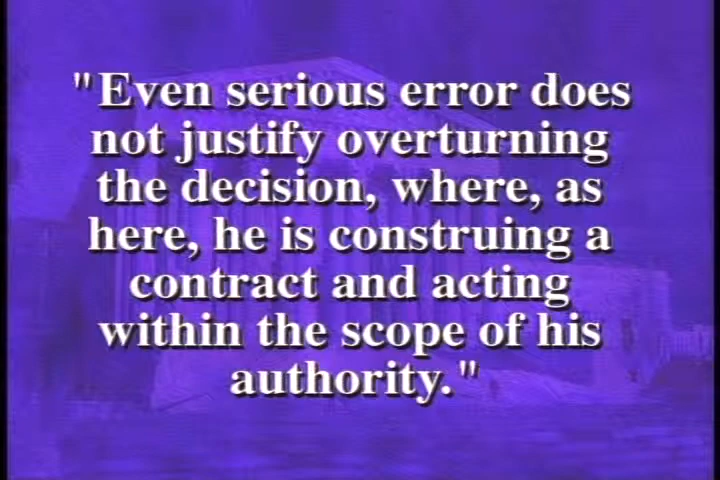 "Even serious error does
not justify overturning
the decision, where, as
here, he is construing a
contract and acting
within the scope of his
authority."